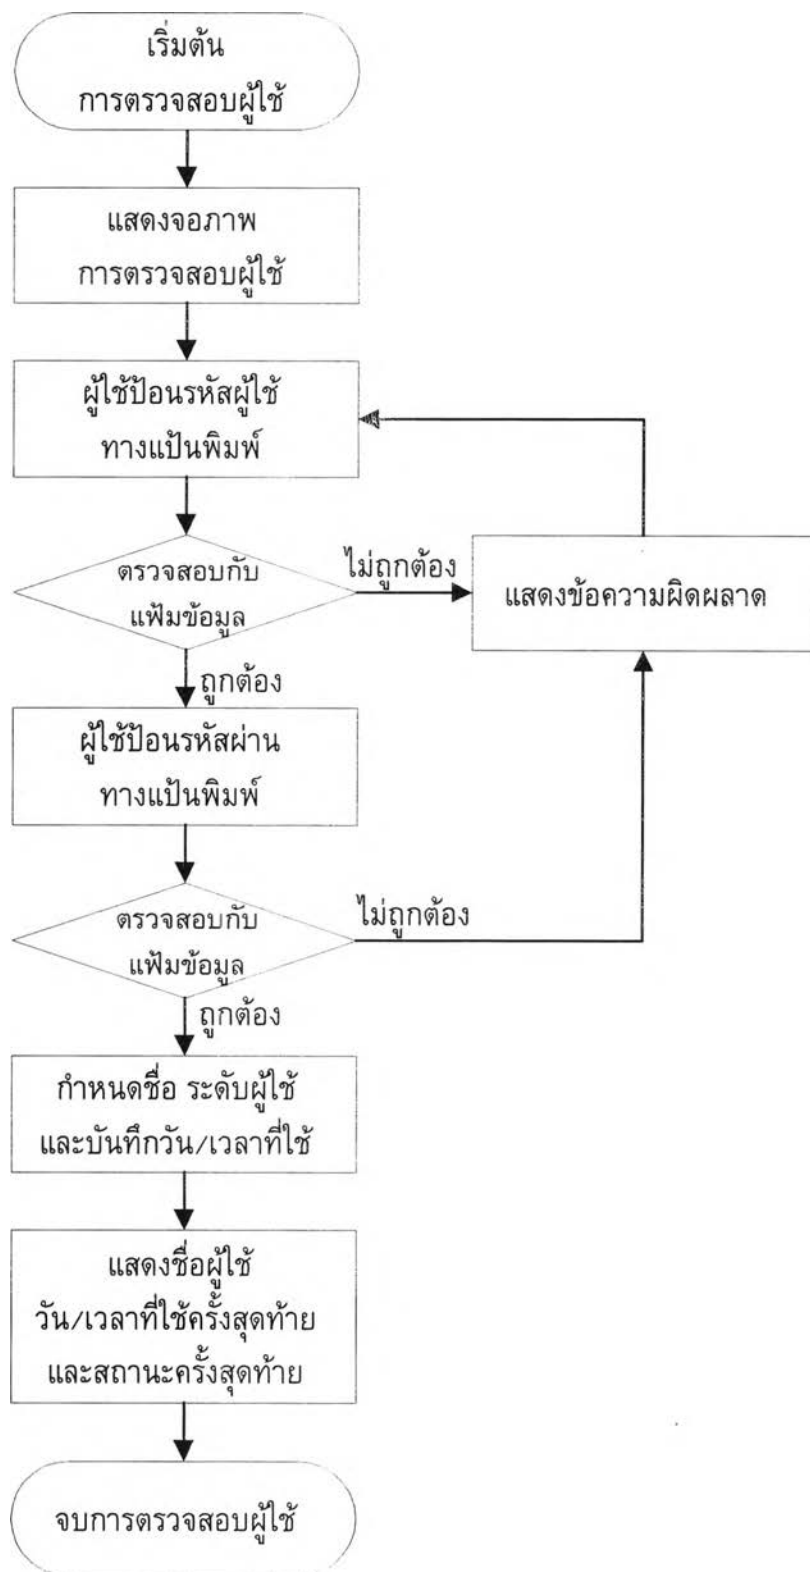 เริ่มต้น
การตรวจสอบผู้ใช้
แสดงจอภาพ
การตรวจสอบผู้ใช้
ผู้ใช้ป้อนรหัสผู้ใช้
ทางแป้นพิมพ์
ตรวจสอบกับ
แฟ้มข้อมูล
ไม่ถูกต้อง
แสดงข้อความผิดผลาด
ถูกต้อง
ผู้ใช้ป้อนรหัสผ่าน
ทางแป้นพิมพ์
ตรวจสอบกับ
แฟ้มข้อมูล
ไม่ถูกต้อง
ถูกต้อง
กำหนดชื่อ ระดับผู้ใช้
และบันทึกวัน/เวลาที่ใช้
แสดงชื่อผู้ใช้
วัน/เวลาที่ใช้ครั้งสุดท้าย
และสถานะครั้งสุดท้าย
จบการตรวจสอบผู้ใช้